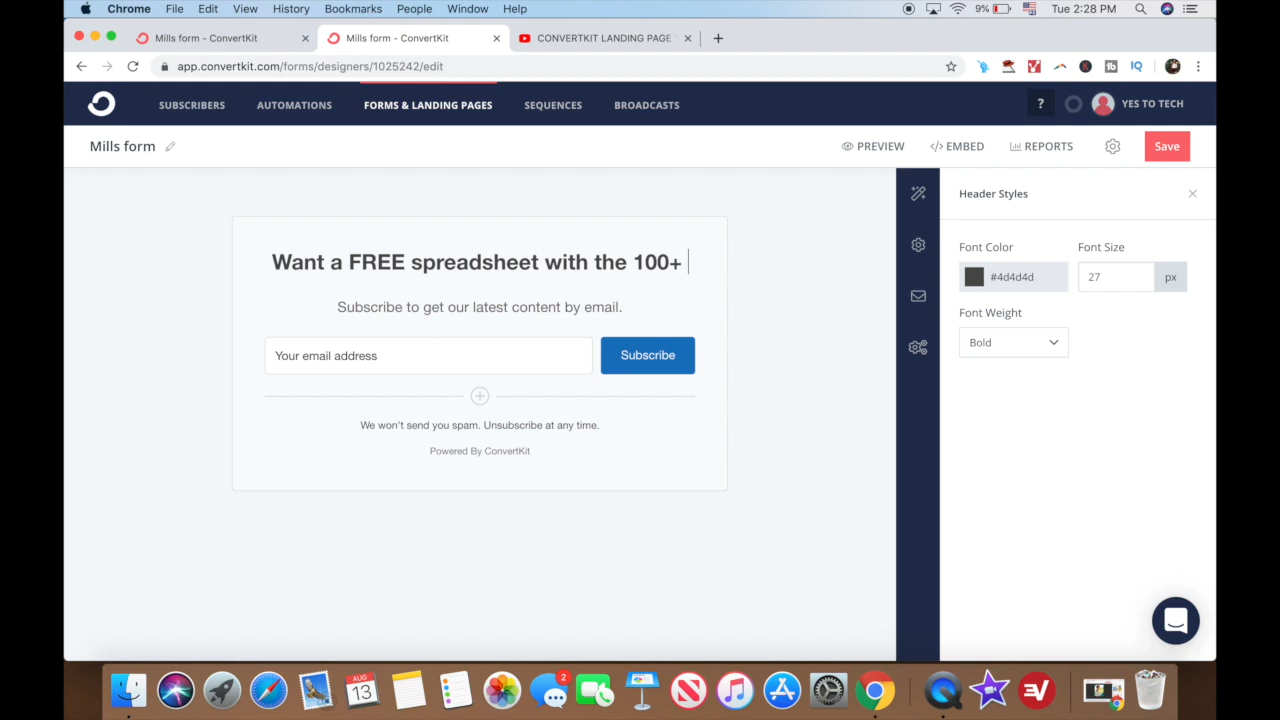 Chrome File Edit View History Bookmarks People Window Help 9% Tue 2:28 PM
Mills form - ConvertKit Mills form - ConvertKit CONVERTKIT LANDING PAGE
app.convertkit.com/forms/designers/1025242/edit IQ
SUBSCRIBERS AUTOMATIONS FORMS & LANDING PAGES SEQUENCES BROADCASTS ? YES TO TECH
Mills form PREVIEW </> EMBED REPORTS Save
Header Styles
Font Color Font Size
#4d4d4d 27 px
Font Weight
Bold
Want a FREE spreadsheet with the 100+
Subscribe to get our latest content by email.
Your email address Subscribe
We won't send you spam. Unsubscribe at any time.
Powered By ConvertKit
AUG
13
2